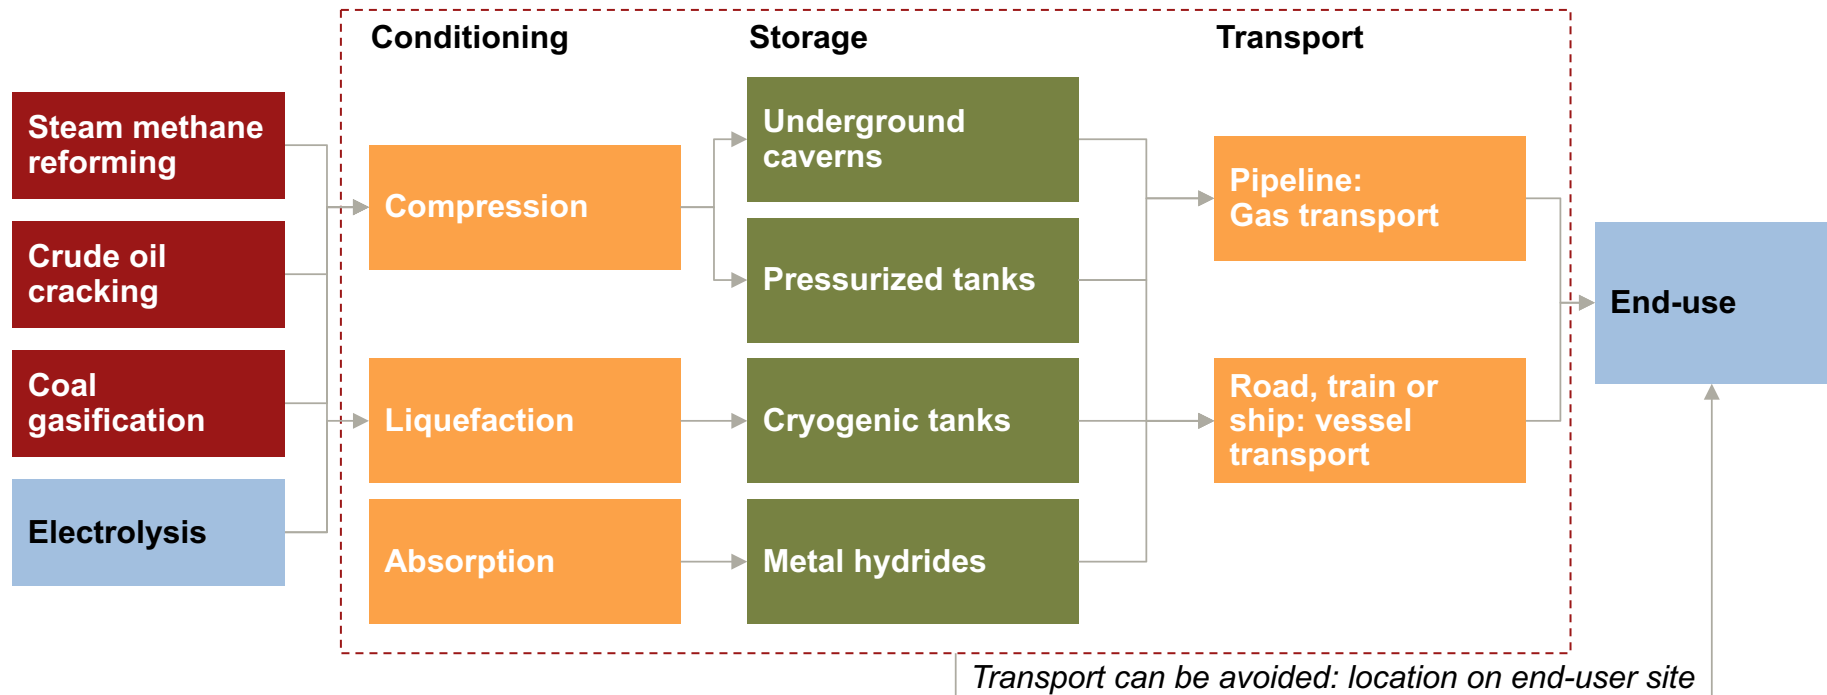 Conditioning
Storage
Transport
Steam methane
reforming
Crude oil
cracking
Coal
gasification
Electrolysis
Compression
Liquefaction
Absorption
Underground
caverns
Pressurized tanks
Cryogenic tanks
Metal hydrides
Pipeline:
Gas transport
Road, train or
ship: vessel
transport
End-use
Transport can be avoided: location on end-user site